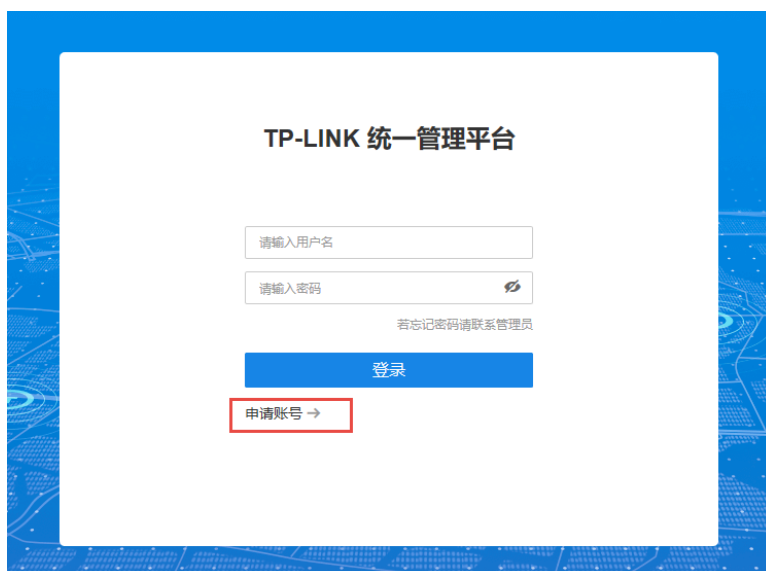 TP-LINK 统一管理平台
请输入用户名
请输入密码
若忘记密码请联系管理员
登录
申请账号→